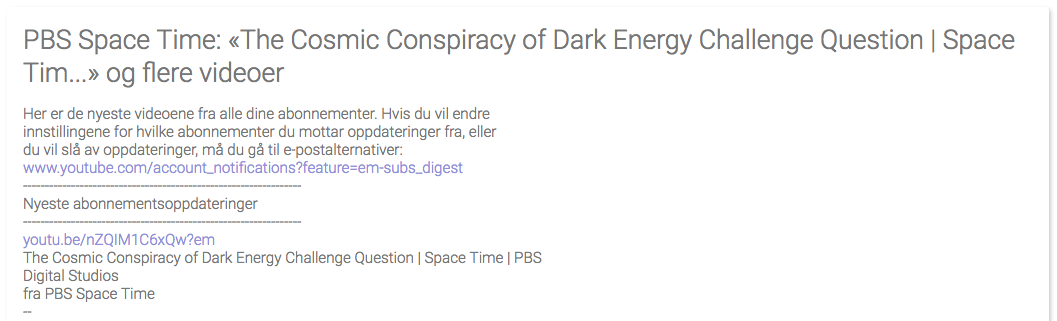 PBS Space Time: «The Cosmic Conspiracy of Dark Energy Challenge Question | Space
Tim...» og flere videoer
Her er de nyeste videoene fra alle dine abonnementer. Hvis du vil endre
innstillingene for hvilke abonnementer du mottar oppdateringer fra, eller
du vil slå av oppdateringer, må du gå til e-postalternativer:
www.youtube.com/account_notifications?feature=em-subs_digest
----------------------------------------------------------------
Nyeste abonnementsoppdateringer
----------------------------------------------------------------
youtu.be/nZQIM1C6xQw?em
The Cosmic Conspiracy of Dark Energy Challenge Question | Space Time | PBS
Digital Studios
fra PBS Space Time
--